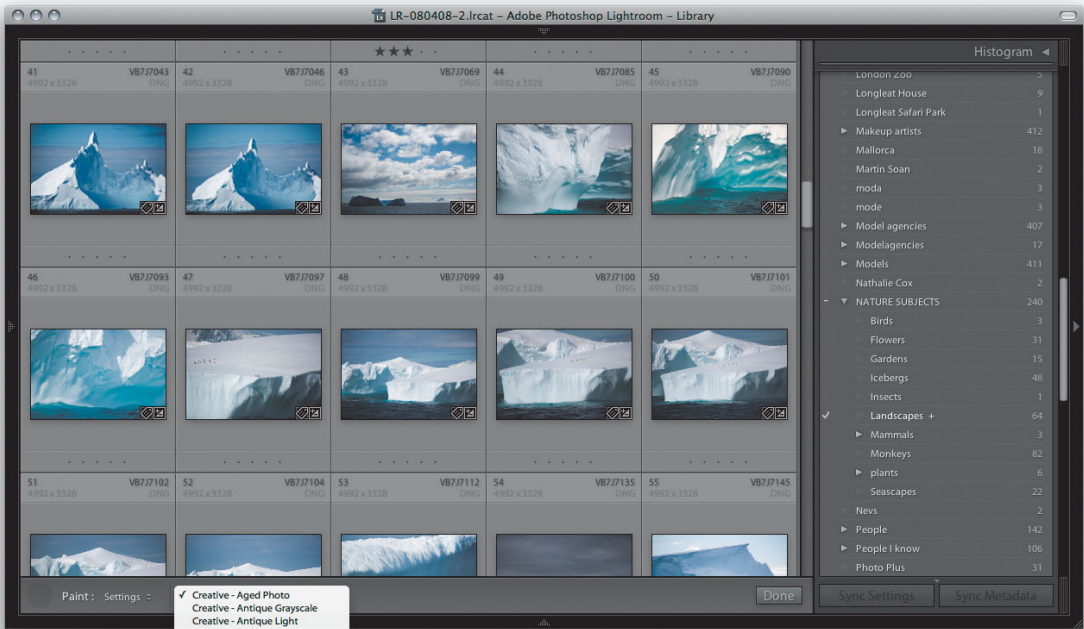 LR-080408-2.lrcat – Adobe Photoshop Lightroom – Library
41 VB7J7043
4992 x 3328 DNG
42 VB7J7046
4992 x 3328 DNG
43 VB7J7069
4992 x 3328 DNG
44 VB7J7085
4992 x 3328 DNG
45 VB7J7090
4992 x 3328 DNG
46 VB7J7093
4992 x 3328 DNG
47 VB7J7097
4992 x 3328 DNG
48 VB7J7099
4992 x 3328 DNG
49 VB7J7100
4992 x 3328 DNG
50 VB7J7101
4992 x 3328 DNG
51 VB7J7102
4992 x 3328 DNG
52 VB7J7104
4992 x 3328 DNG
53 VB7J7112
4992 x 3328 DNG
54 VB7J7135
4992 x 3328 DNG
55 VB7J7145
4992 x 3328 DNG
Paint : Settings
Creative – Aged Photo
Creative – Antique Grayscale
Creative – Antique Light
Done
Histogram
London Zoo 5
Longleat House 9
Longleat Safari Park 1
Makeup artists 412
Mallorca 18
Martin Soan 2
moda 3
mode 3
Model agencies 407
Modelagencies 17
Models 411
Nathalie Cox 2
NATURE SUBJECTS 240
Birds 3
Flowers 31
Gardens 15
Icebergs 48
Insects 1
Landscapes + 64
Mammals 3
Monkeys 82
plants 6
Seascapes 22
Nevs 2
People 142
People I know 106
Photo Plus 31
Sync Settings
Sync Metadata